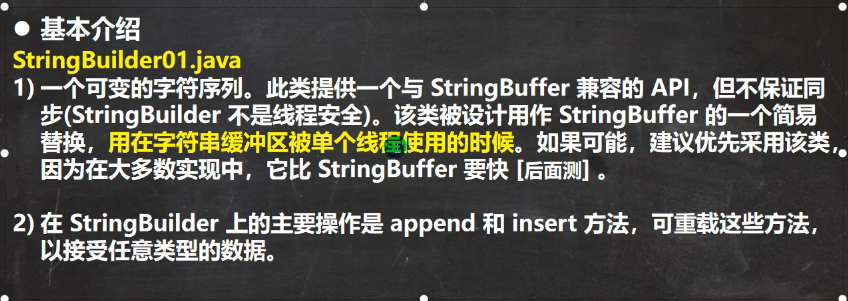 ● 基本介绍
StringBuilder01.java
1) 一个可变的字符序列。此类提供一个与 StringBuffer 兼容的 API，但不保证同
步(StringBuilder 不是线程安全)。该类被设计用作 StringBuffer 的一个简易
替换，用在字符串缓冲区被单个线程使用的时候。如果可能，建议优先采用该类，
因为在大多数实现中，它比 StringBuffer 要快 [后面测] 。
2) 在 StringBuilder 上的主要操作是 append 和 insert 方法，可重载这些方法，
以接受任意类型的数据。